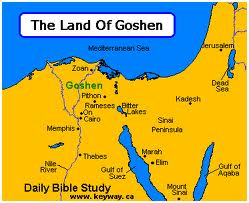 The Land Of Goshen
Mediterranean Sea
Jerusalem
Zoan
Dead
Sea
Goshen
Pithon
Rameses
Bitter
Lakes
Kadesh
On
Cairo
Sinai
Peninsula
Memphis
Marah
Elim
Thebes
Nile
River
Gulf of
Suez
Gulf of
Aqaba
Mount
Sinai
Daily Bible Study
www.keyway.ca